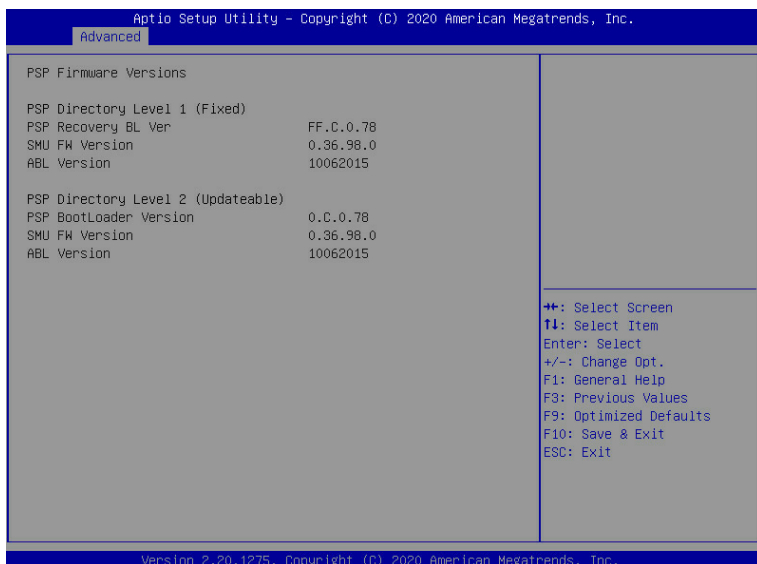 Aptio Setup Utility – Copyright (C) 2020 American Megatrends, Inc.
Advanced
PSP Firmware Versions
PSP Directory Level 1 (Fixed)
PSP Recovery BL Ver FF.C.0.78
SMU FW Version 0.36.98.0
ABL Version 10062015
PSP Directory Level 2 (Updateable)
PSP BootLoader Version 0.C.0.78
SMU FW Version 0.36.98.0
ABL Version 10062015
→←: Select Screen
↑↓: Select Item
Enter: Select
+/-: Change Opt.
F1: General Help
F3: Previous Values
F9: Optimized Defaults
F10: Save & Exit
ESC: Exit
Version 2.20.1275. Copyright (C) 2020 American Megatrends, Inc.